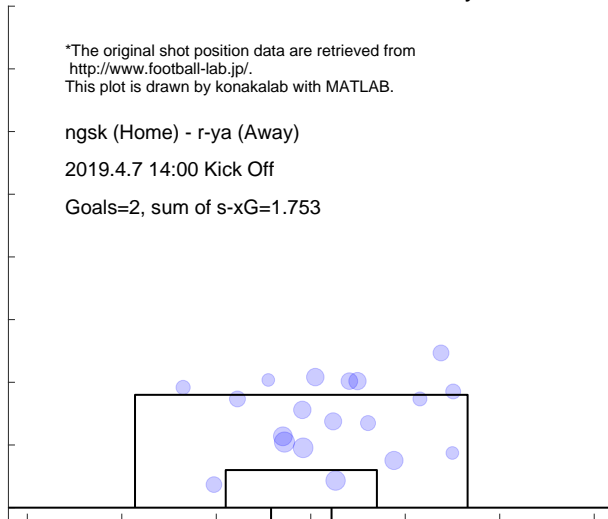 *The original shot position data are retrieved from
http://www.football-lab.jp/.
This plot is drawn by konakalab with MATLAB.
ngsk (Home) - r-ya (Away)
2019.4.7 14:00 Kick Off
Goals=2, sum of s-xG=1.753